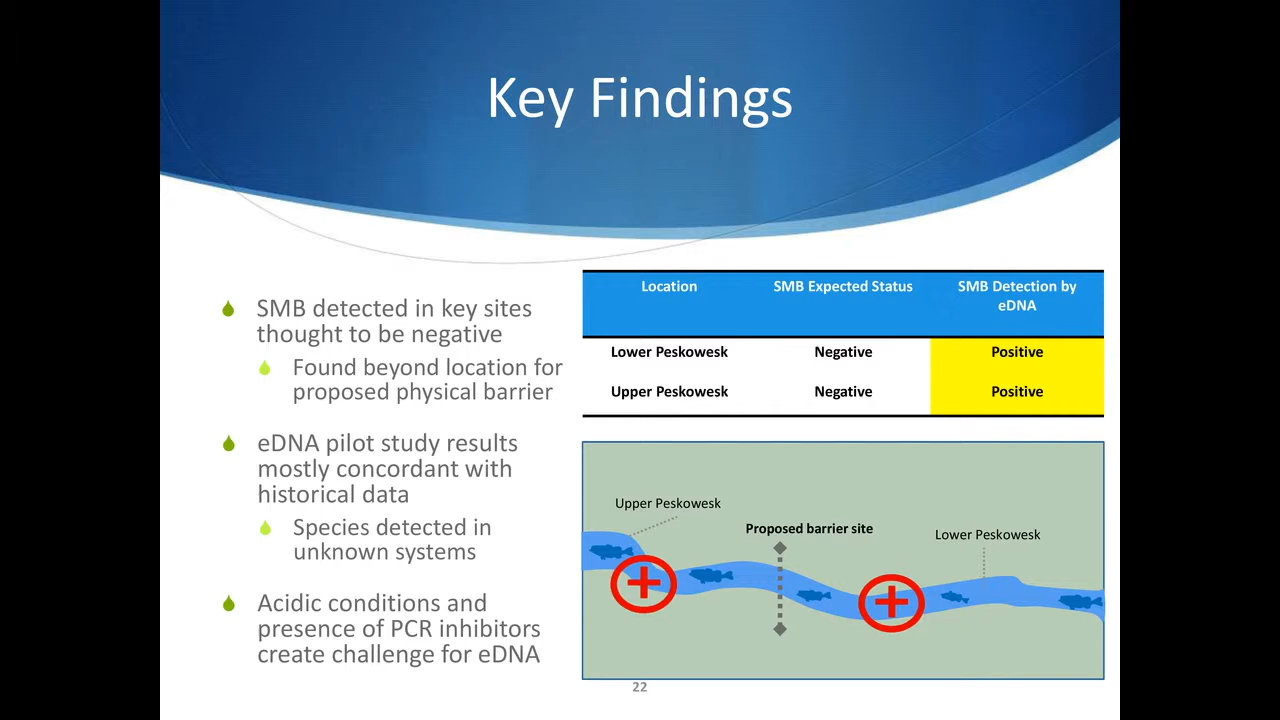 Key Findings
SMB detected in key sites
thought to be negative
Found beyond location for
proposed physical barrier
eDNA pilot study results
mostly concordant with
historical data
Species detected in
unknown systems
Acidic conditions and
presence of PCR inhibitors
create challenge for eDNA
Location SMB Expected Status SMB Detection by
eDNA
Lower Peskowesk Negative Positive
Upper Peskowesk Negative Positive
Upper Peskowesk
Proposed barrier site
Lower Peskowesk
22